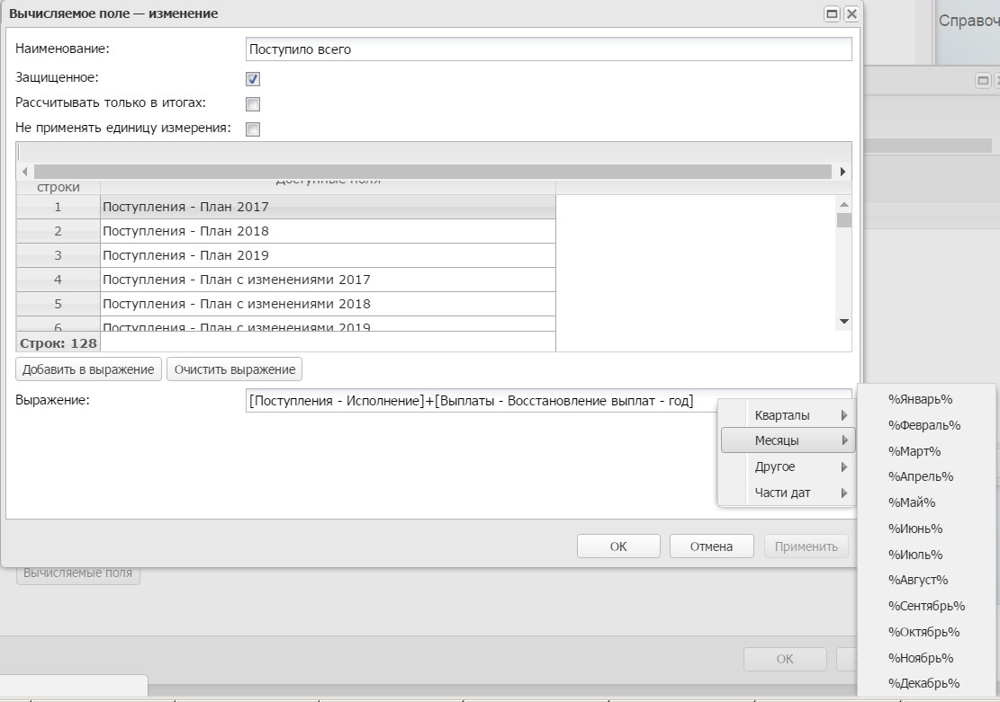 Вычисляемое поле — изменение
Справоч
Наименование: Поступило всего
Защищенное:
Рассчитывать только в итогах:
Не применять единицу измерения:
строки Доступные поля
1 Поступления - План 2017
2 Поступления - План 2018
3 Поступления - План 2019
4 Поступления - План с изменениями 2017
5 Поступления - План с изменениями 2018
6 Поступления - План с изменениями 2019
Строк: 128
Добавить в выражение Очистить выражение
Выражение: [Поступления - Исполнение]+[Выплаты - Восстановление выплат - год]
Кварталы
Месяцы
Другое
Части дат
%Январь%
%Февраль%
%Март%
%Апрель%
%Май%
%Июнь%
%Июль%
%Август%
%Сентябрь%
%Октябрь%
%Ноябрь%
%Декабрь%
ОК Отмена Применить
Вычисляемые поля
ОК